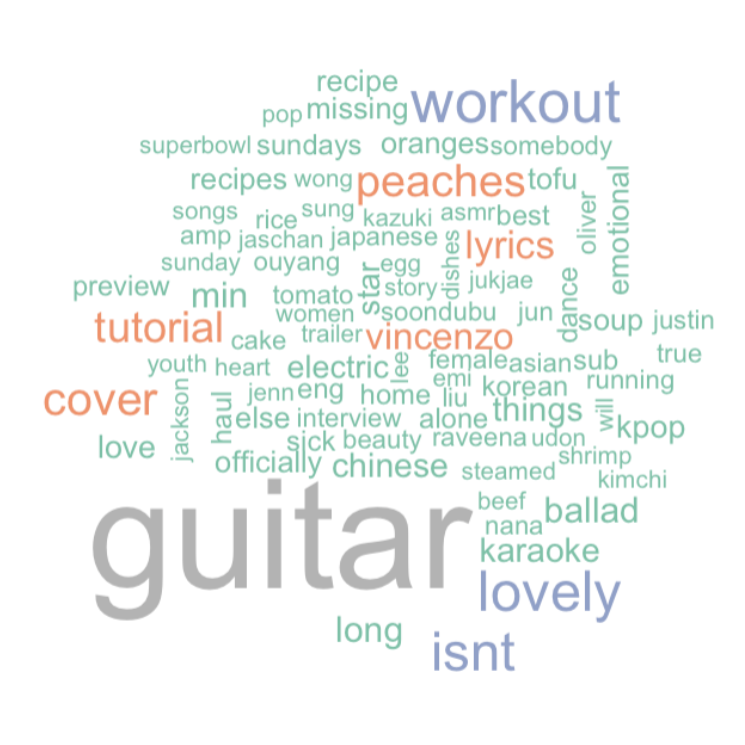 recipe
pop missing workout
superbowl sundays oranges somebody
recipes wong peaches tofu
songs rice sung kazuki asmr best oliver emotional
amp jaschan japanese dishes lyrics
sunday ouyang star egg
preview min tomato story jukjae dance
women soondubu jun soup justin
tutorial cake trailer vincenzo
youth heart electric lee female asian sub true
cover jackson haul jenn eng home emi liu korean running
else interview alone things will kpop
love sick beauty raveena udon
officially chinese steamed shrimp
kimchi
guitar beef ballad
nana
karaoke
lovely
long
isnt